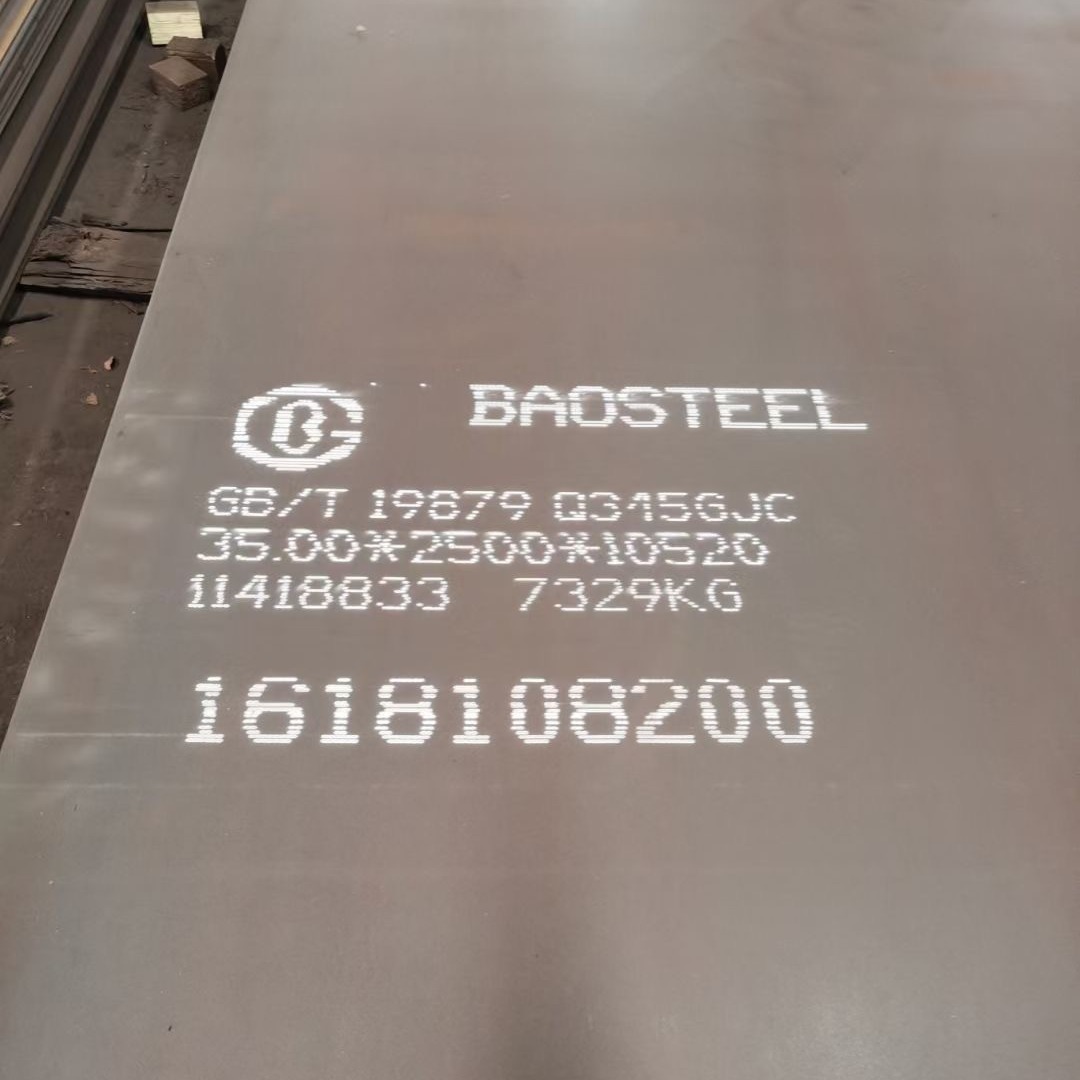 BAOSTEEL
GB/T 19879 Q345GJC
35.00*2500*10520
11418833 7329KG
1618108200